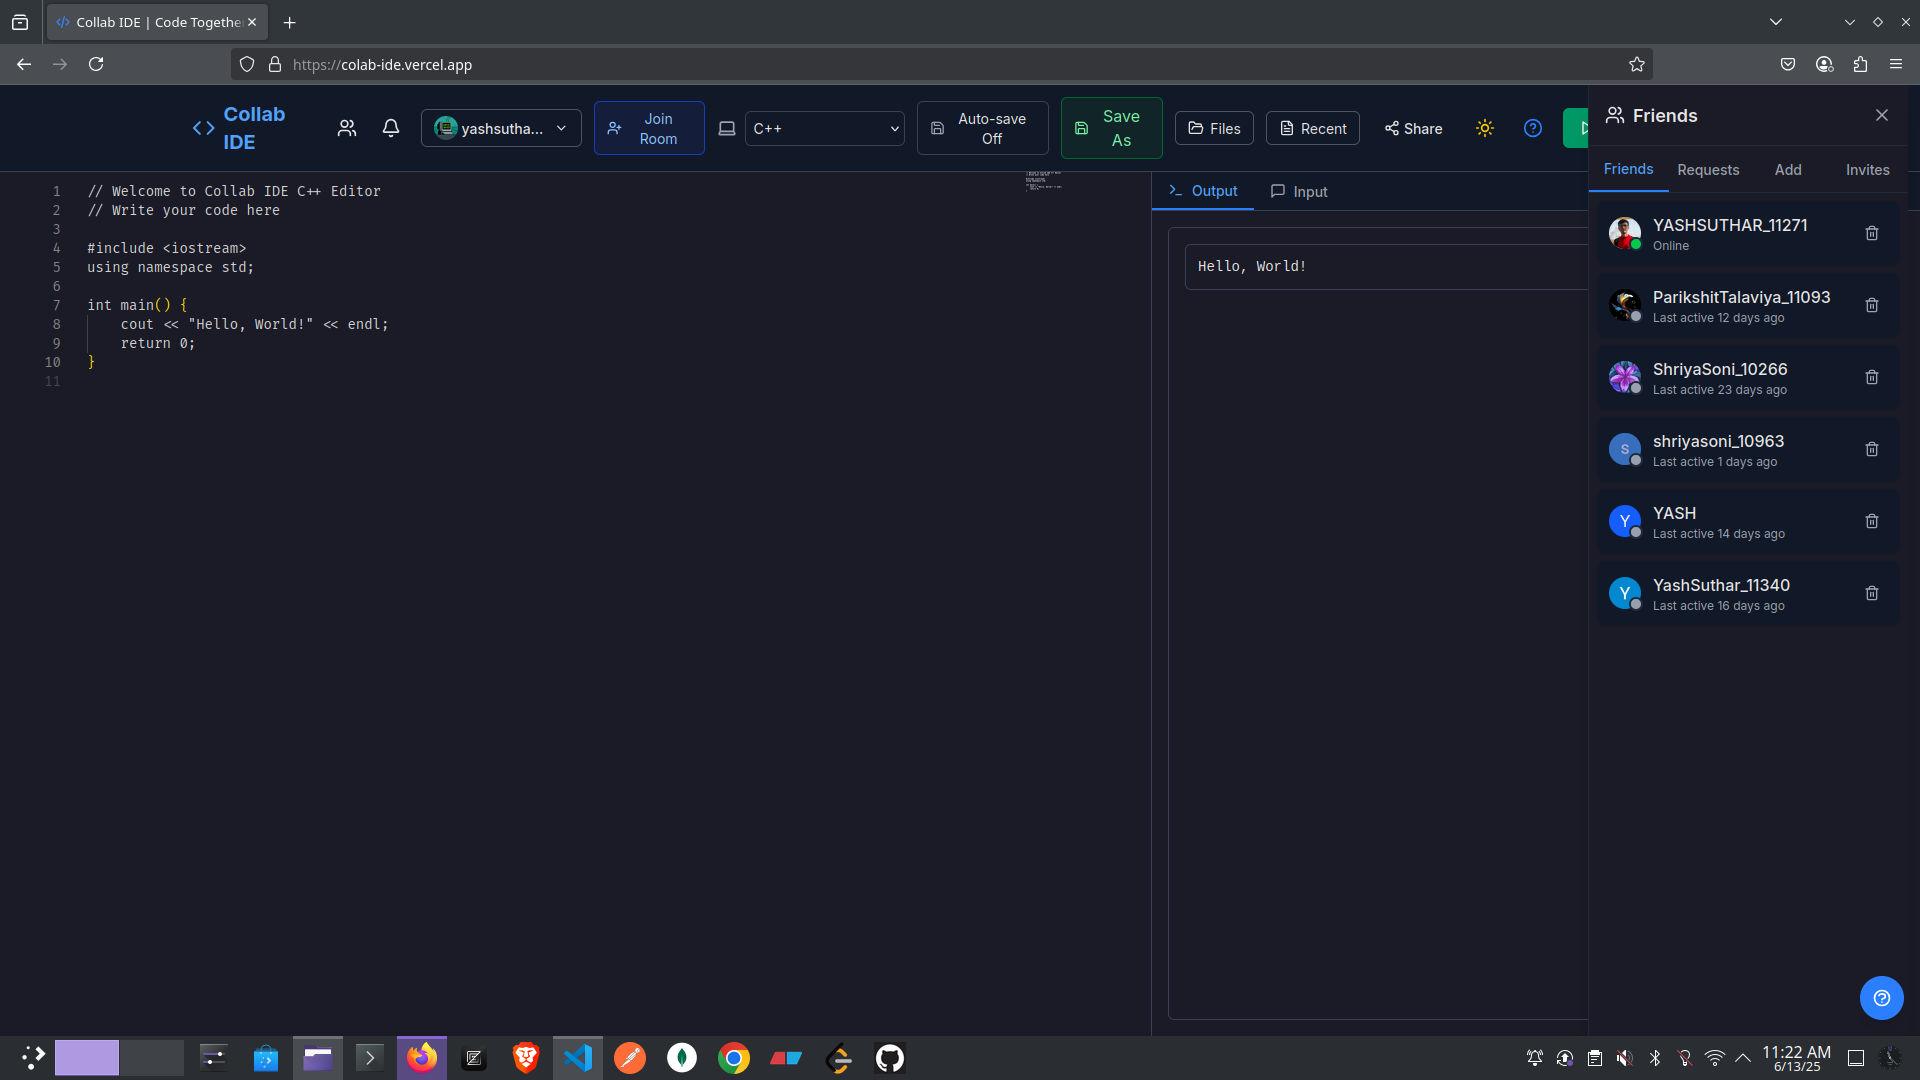 Collab IDE | Code Togethe
https://colab-ide.vercel.app
Collab
IDE
yashsutha...
Join
Room
C++
Auto-save
Off
Save
As
Files
Recent
Share
Friends
Friends
Requests
Add
Invites
1 // Welcome to Collab IDE C++ Editor
2 // Write your code here
3
4 #include <iostream>
5 using namespace std;
6
7 int main() {
8 cout << "Hello, World!" << endl;
9 return 0;
10 }
11
Output
Input
Hello, World!
YASHSUTHAR_11271
Online
ParikshitTalaviya_11093
Last active 12 days ago
ShriyaSoni_10266
Last active 23 days ago
S
shriyasoni_10963
Last active 1 days ago
Y
YASH
Last active 14 days ago
Y
YashSuthar_11340
Last active 16 days ago
11:22 AM
6/13/25